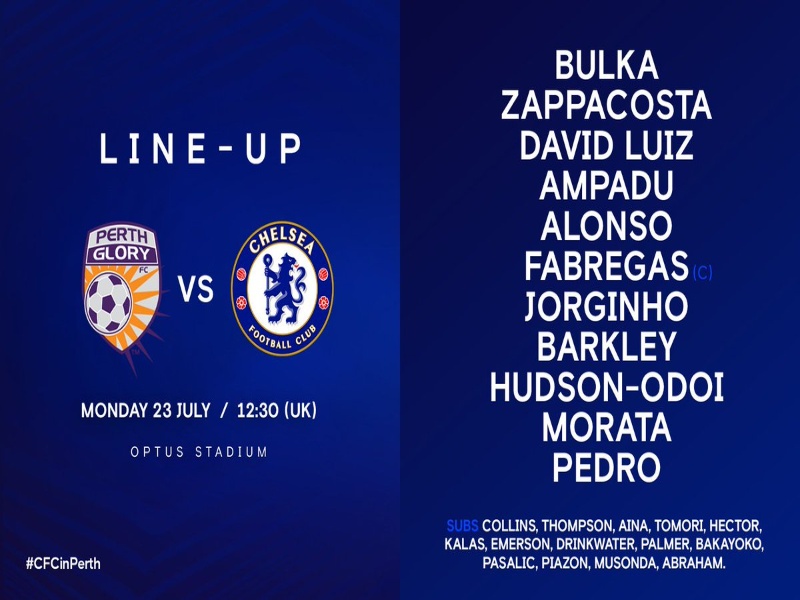 LINE-UP
PERTH
GLORY
FC
VS
CHELSEA
FOOTBALL CLUB
MONDAY 23 JULY / 12:30 (UK)
OPTUS STADIUM
#CFCinPerth
BULKA
ZAPPACOSTA
DAVID LUIZ
AMPADU
ALONSO
FABREGAS (C)
JORGINHO
BARKLEY
HUDSON-ODOI
MORATA
PEDRO
SUBS COLLINS, THOMPSON, AINA, TOMORI, HECTOR,
KALAS, EMERSON, DRINKWATER, PALMER, BAKAYOKO,
PASALIC, PIAZON, MUSONDA, ABRAHAM.